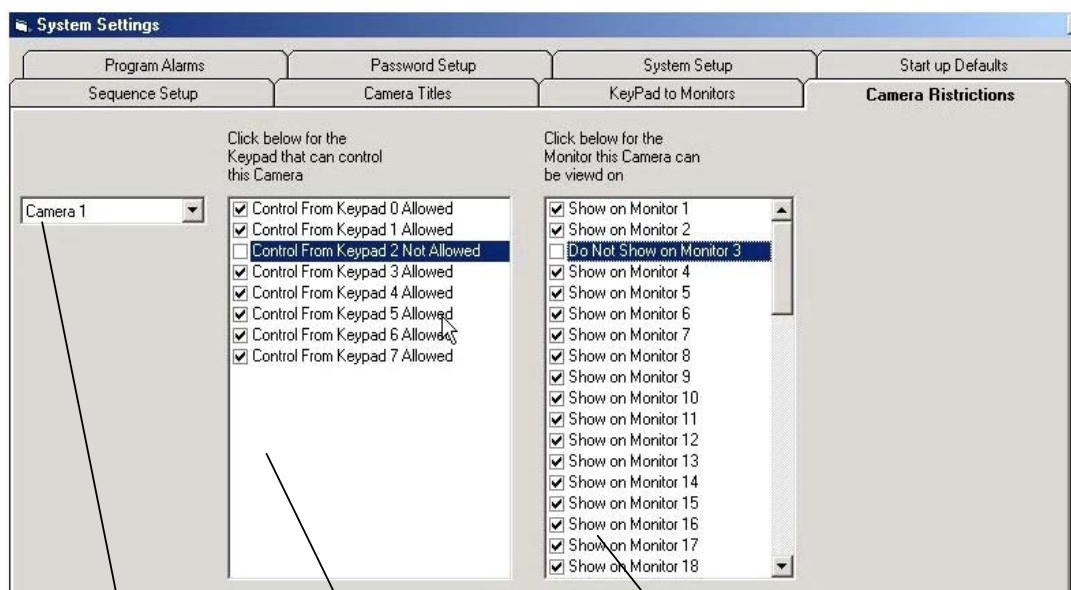 System Settings
Program Alarms
Password Setup
System Setup
Start up Defaults
Sequence Setup
Camera Titles
KeyPad to Monitors
Camera Ristrictions
Click below for the
Keypad that can control
this Camera
Click below for the
Monitor this Camera can
be viewd on
Camera 1
Control From Keypad 0 Allowed
Control From Keypad 1 Allowed
Control From Keypad 2 Not Allowed
Control From Keypad 3 Allowed
Control From Keypad 4 Allowed
Control From Keypad 5 Allowed
Control From Keypad 6 Allowed
Control From Keypad 7 Allowed
Show on Monitor 1
Show on Monitor 2
Do Not Show on Monitor 3
Show on Monitor 4
Show on Monitor 5
Show on Monitor 6
Show on Monitor 7
Show on Monitor 8
Show on Monitor 9
Show on Monitor 10
Show on Monitor 11
Show on Monitor 12
Show on Monitor 13
Show on Monitor 14
Show on Monitor 15
Show on Monitor 16
Show on Monitor 17
Show on Monitor 18